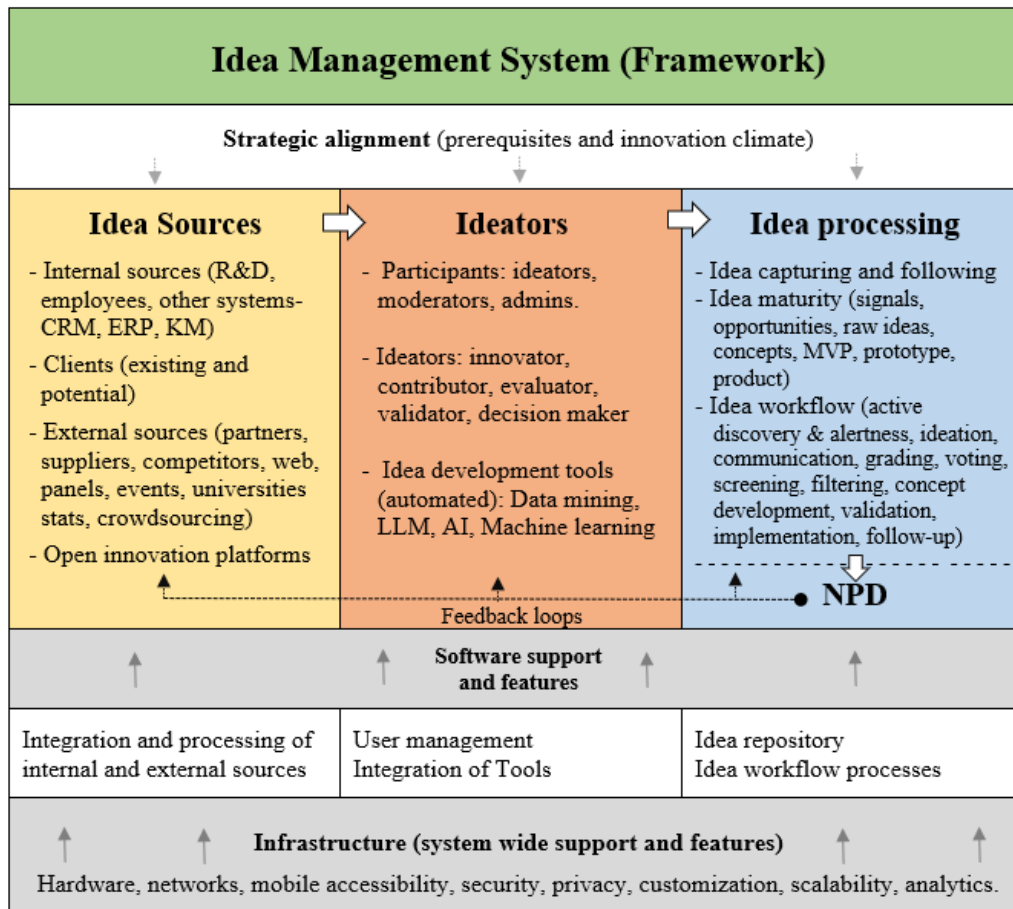 Idea Management System (Framework)
Strategic alignment (prerequisites and innovation climate)
Idea Sources
- Internal sources (R&D,
employees, other systems-
CRM, ERP, KM)
- Clients (existing and
potential)
- External sources (partners,
suppliers, competitors, web,
panels, events, universities
stats, crowdsourcing)
- Open innovation platforms
Ideators
- Participants: ideators,
moderators, admins.
- Ideators: innovator,
contributor, evaluator,
validator, decision maker
- Idea development tools
(automated): Data mining,
LLM, AI, Machine learning
Idea processing
- Idea capturing and following
- Idea maturity (signals,
opportunities, raw ideas,
concepts, MVP, prototype,
product)
- Idea workflow (active
discovery & alertness, ideation,
communication, grading, voting,
screening, filtering, concept
development, validation,
implementation, follow-up)
NPD
Feedback loops
Software support
and features
Integration and processing of
internal and external sources
User management
Integration of Tools
Idea repository
Idea workflow processes
Infrastructure (system wide support and features)
Hardware, networks, mobile accessibility, security, privacy, customization, scalability, analytics.